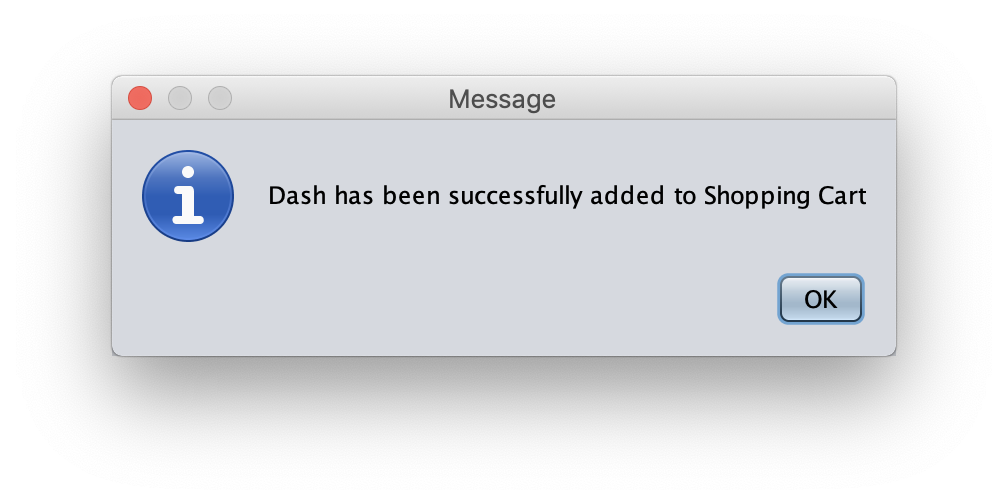 Message
Dash has been successfully added to Shopping Cart
OK